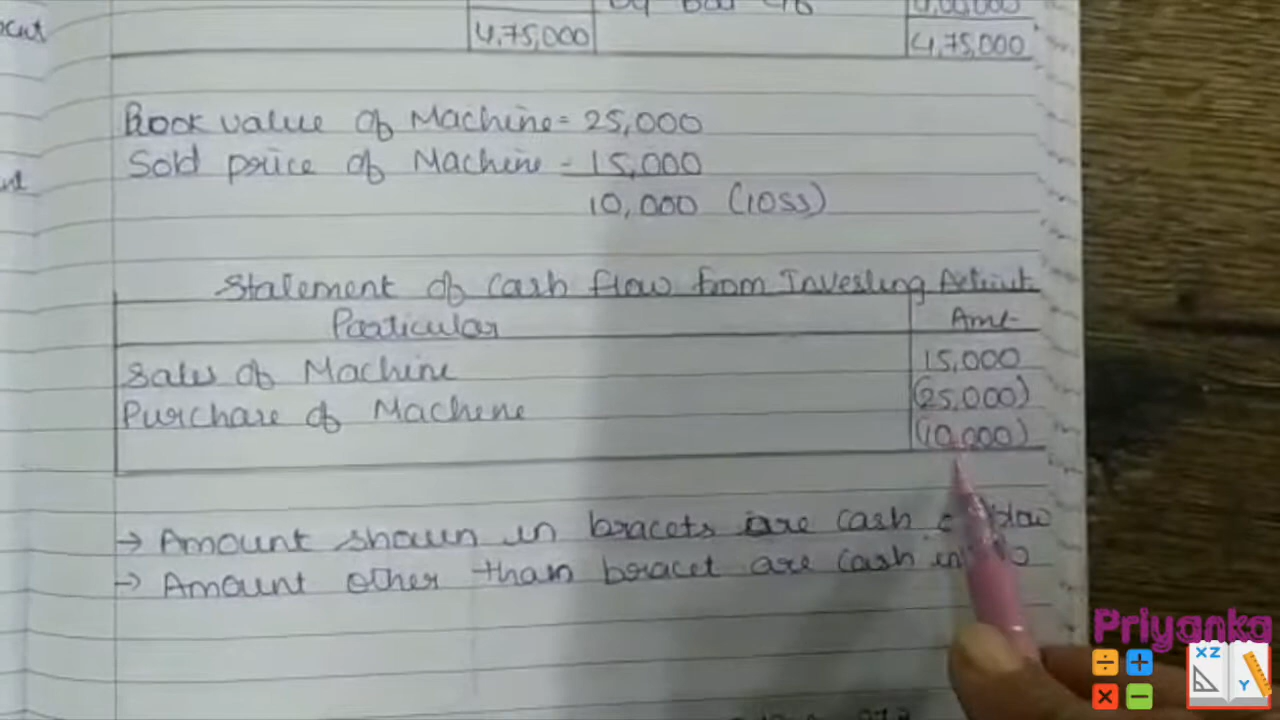 4,75,000 4,75,000
Book value of Machine = 25,000
Sold price of Machine - 15,000
10,000 (loss)
Statement of Cash flow from Investing
Particular Amt
Sales of Machine 15,000
Purchase of Machine (25,000)
(10,000)
→ Amount shown in bracets are cash
→ Amount other than bracet are cash
Priyanka
XZ
Y